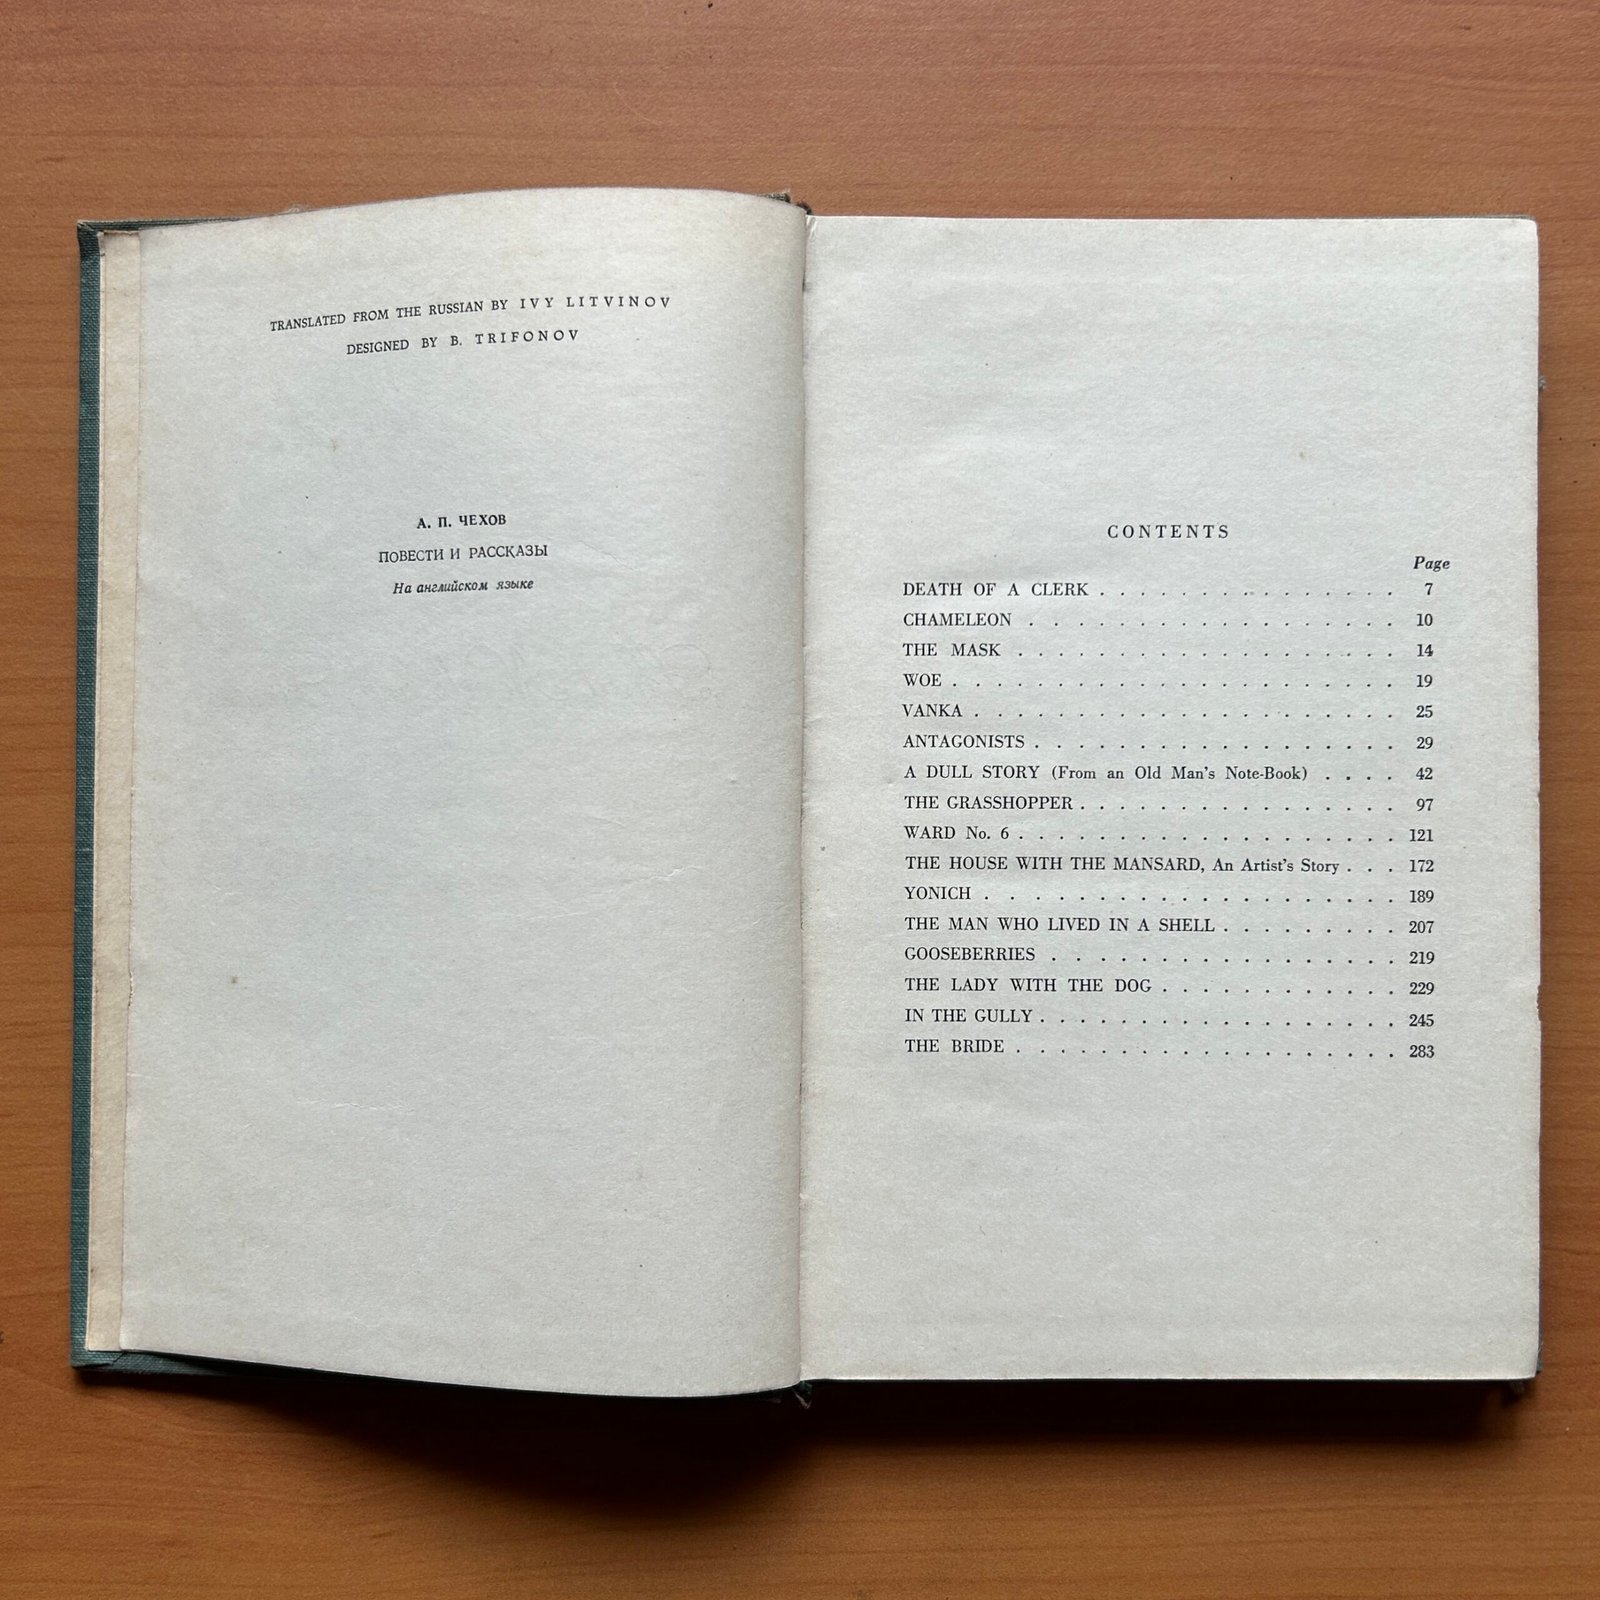 TRANSLATED FROM THE RUSSIAN BY IVY LITVINOV
DESIGNED BY B. TRIFONOV
А. П. ЧЕХОВ
ПОВЕСТИ И РАССКАЗЫ
На английском языке
CONTENTS
Page
DEATH OF A CLERK . . . . . . . . . . . . . . . 7
CHAMELEON . . . . . . . . . . . . . . . . . 10
THE MASK . . . . . . . . . . . . . . . . . . 14
WOE . . . . . . . . . . . . . . . . . . . . 19
VANKA . . . . . . . . . . . . . . . . . . . 25
ANTAGONISTS . . . . . . . . . . . . . . . . 29
A DULL STORY (From an Old Man's Note-Book) . . . . 42
THE GRASSHOPPER . . . . . . . . . . . . . . 97
WARD No. 6 . . . . . . . . . . . . . . . . . 121
THE HOUSE WITH THE MANSARD, An Artist's Story . . . 172
YONICH . . . . . . . . . . . . . . . . . . . 189
THE MAN WHO LIVED IN A SHELL . . . . . . . . . 207
GOOSEBERRIES . . . . . . . . . . . . . . . . 219
THE LADY WITH THE DOG . . . . . . . . . . . 229
IN THE GULLY . . . . . . . . . . . . . . . . 245
THE BRIDE . . . . . . . . . . . . . . . . . 283